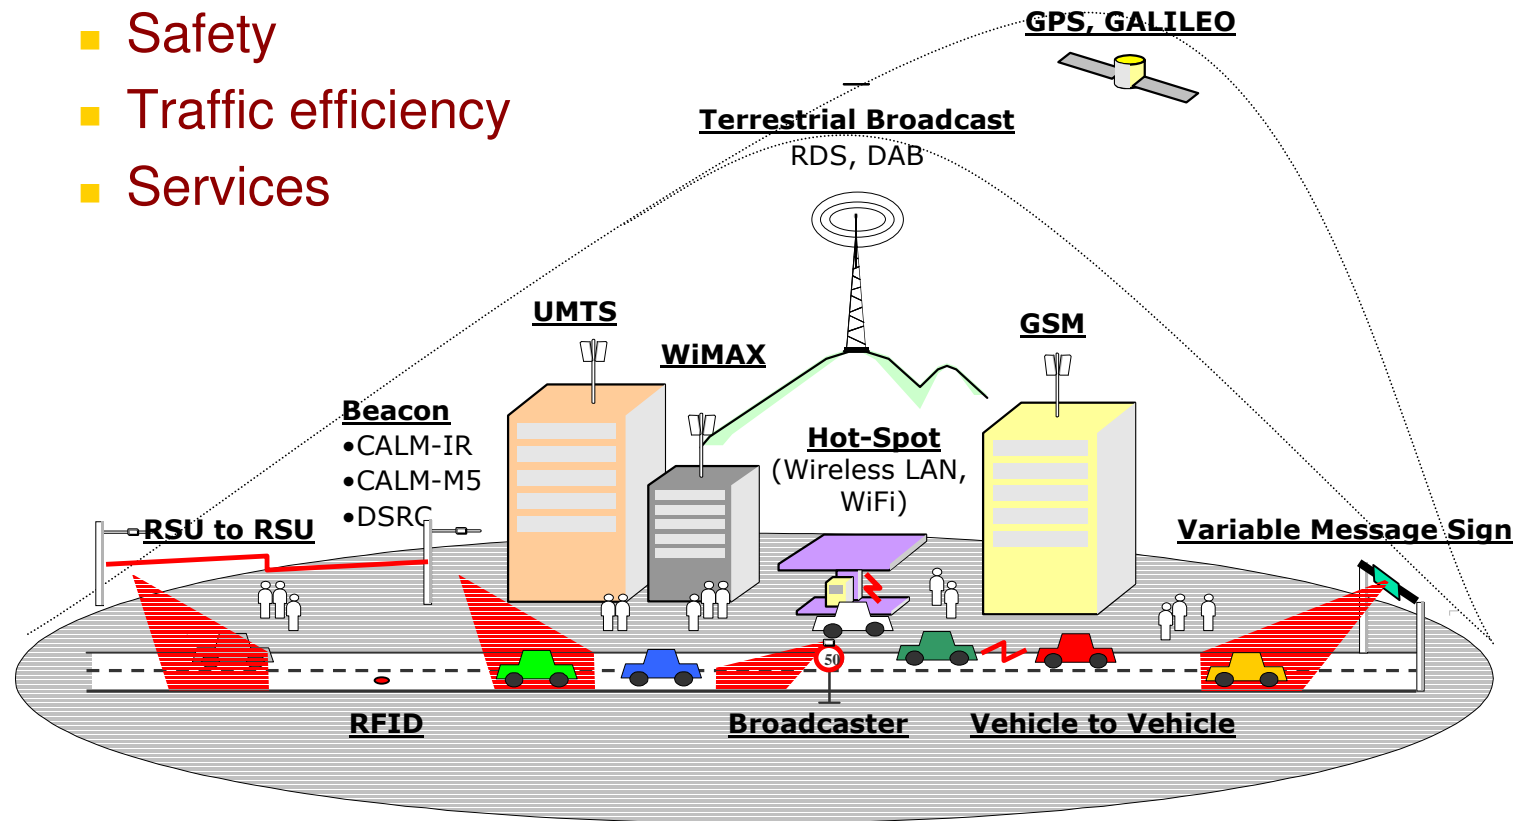 Safety
Traffic efficiency
Services
GPS, GALILEO
Terrestrial Broadcast
RDS, DAB
UMTS
WiMAX
GSM
Beacon
•CALM-IR
•CALM-M5
•DSRC
Hot-Spot
(Wireless LAN,
WiFi)
RSU to RSU
Variable Message Sign
50
RFID
Broadcaster
Vehicle to Vehicle